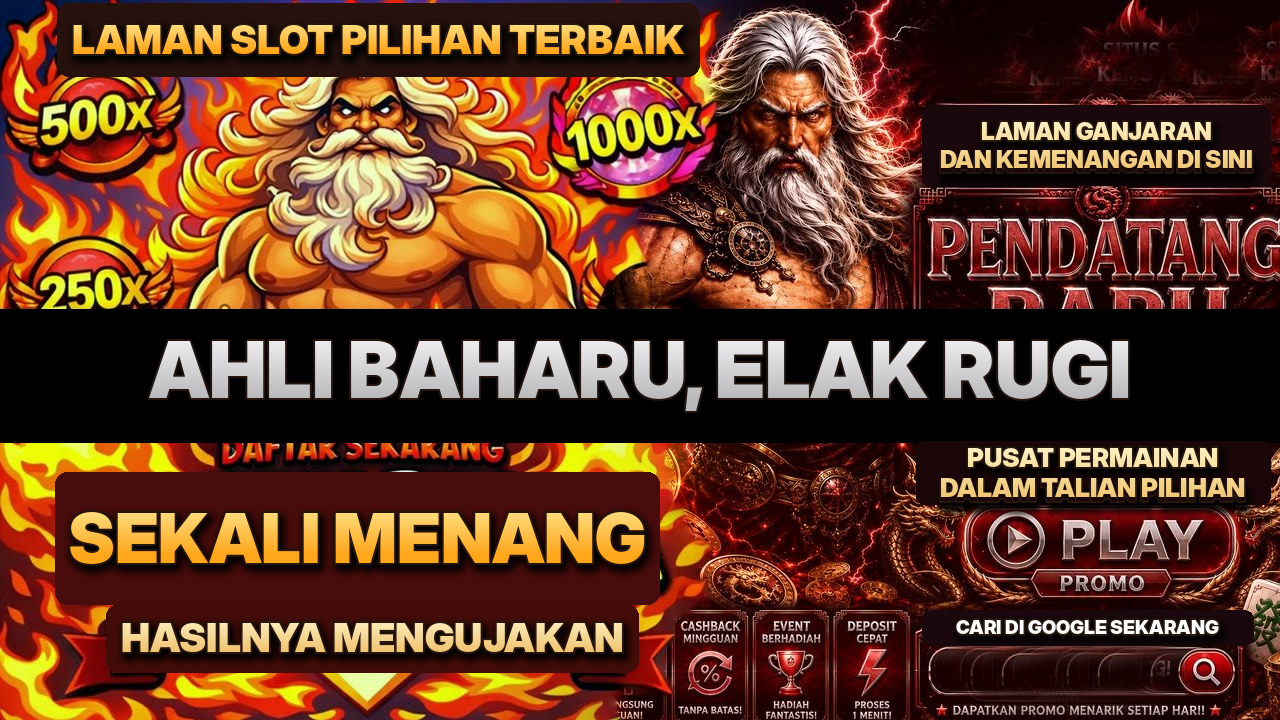 LAMAN SLOT PILIHAN TERBAIK
500x
1000x
250x
LAMAN GANJARAN
DAN KEMENANGAN DI SINI
PENDATANG
BARU
AHLI BAHARU, ELAK RUGI
DAFTAR SEKARANG
SEKALI MENANG
HASILNYA MENGUJAKAN
PUSAT PERMAINAN
DALAM TALIAN PILIHAN
PLAY
PROMO
CASHBACK
MINGGUAN
TANPA BATAS!
EVENT
BERHADIAH
HADIAH
FANTASTIS!
DEPOSIT
CEPAT
PROSES
1 MENIT!
CARI DI GOOGLE SEKARANG
DAPATKAN PROMO MENARIK SETIAP HARI!!